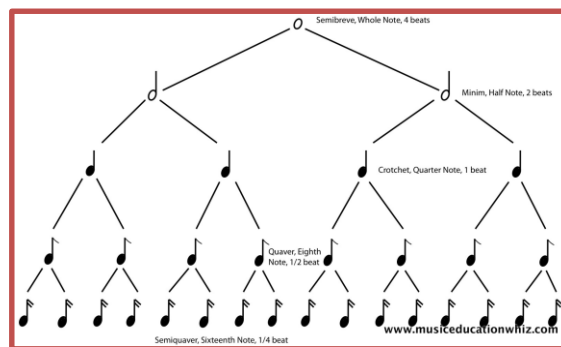 Semibreve, Whole Note, 4 beats
Minim, Half Note, 2 beats
Crotchet, Quarter Note, 1 beat
Quaver, Eighth
Note, 1/2 beat
www.musiceducationwhiz.com
Semiquaver, Sixteenth Note, 1/4 beat